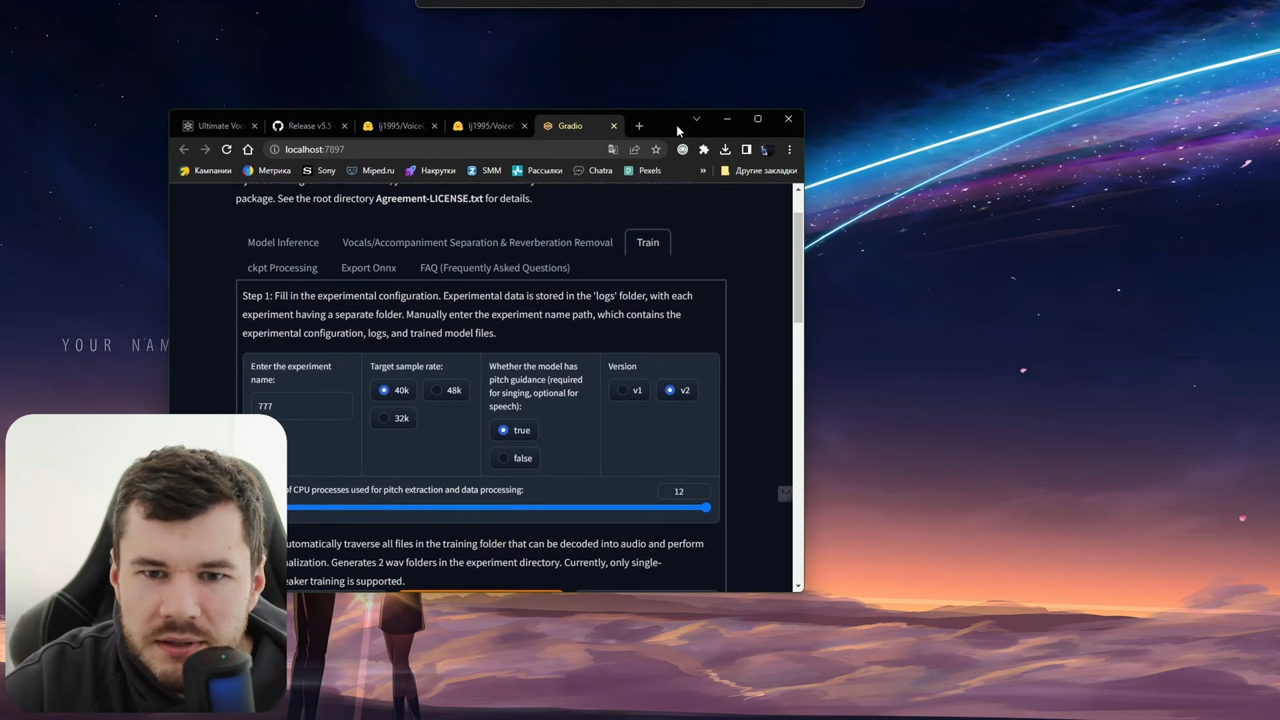 Ultimate Voc
Release v5.5
lj1995/VoiceC
lj1995/VoiceC
Gradio
localhost:7897
Кампании
Метрика
Sony
Miped.ru
Накрутки
SMM
Рассылки
Chatra
Pexels
»
Другие закладки
package. See the root directory Agreement-LICENSE.txt for details.
Model Inference
Vocals/Accompaniment Separation & Reverberation Removal
Train
ckpt Processing
Export Onnx
FAQ (Frequently Asked Questions)
Step 1: Fill in the experimental configuration. Experimental data is stored in the 'logs' folder, with each
experiment having a separate folder. Manually enter the experiment name path, which contains the
experimental configuration, logs, and trained model files.
Enter the experiment
name:
777
Target sample rate:
40k
48k
32k
Whether the model has
pitch guidance (required
for singing, optional for
speech):
true
false
Version
v1
v2
of CPU processes used for pitch extraction and data processing:
12
utomatically traverse all files in the training folder that can be decoded into audio and perform
alization. Generates 2 wav folders in the experiment directory. Currently, only single-
eaker training is supported.
YOUR NAM